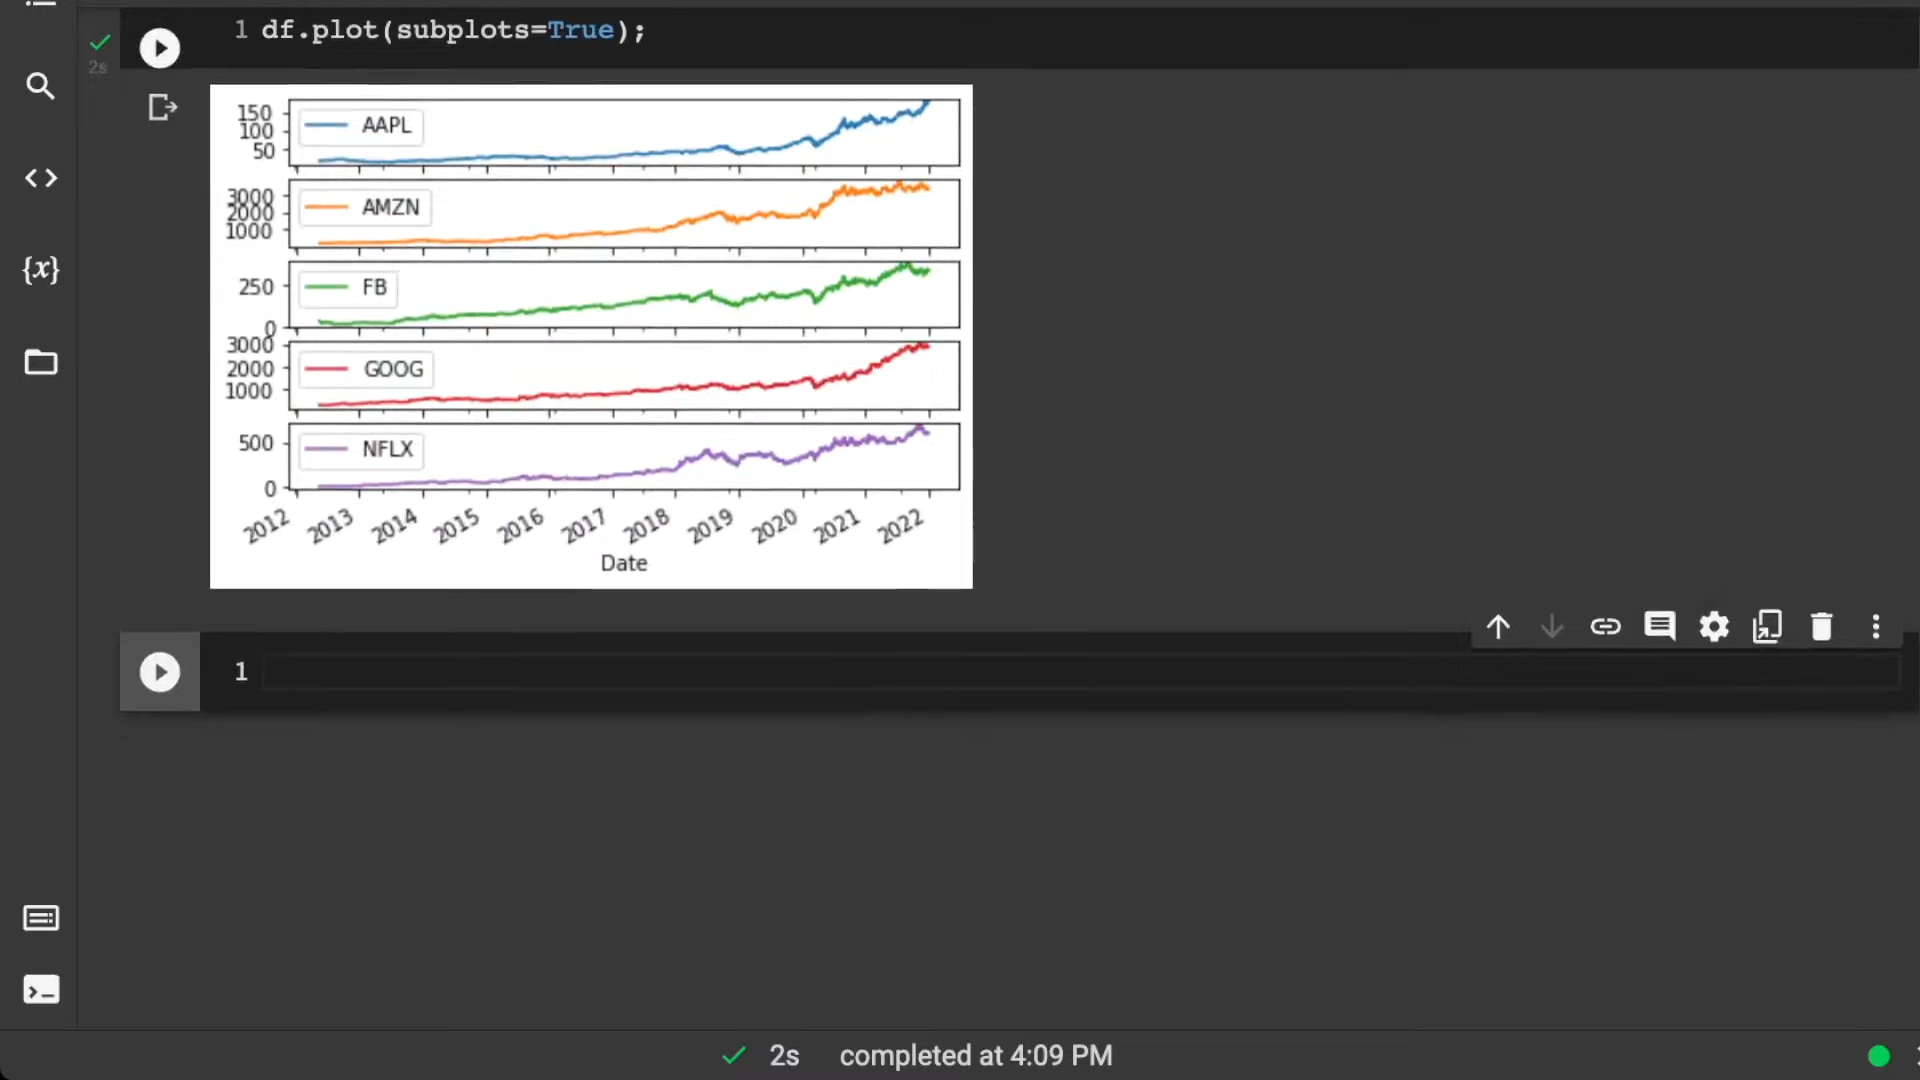 1 df.plot(subplots=True);
2s
150
100
50
AAPL
3000
2000
1000
AMZN
250
0
FB
3000
2000
1000
GOOG
500
0
NFLX
2012 2013 2014 2015 2016 2017 2018 2019 2020 2021 2022
Date
{x}
1
2s completed at 4:09 PM